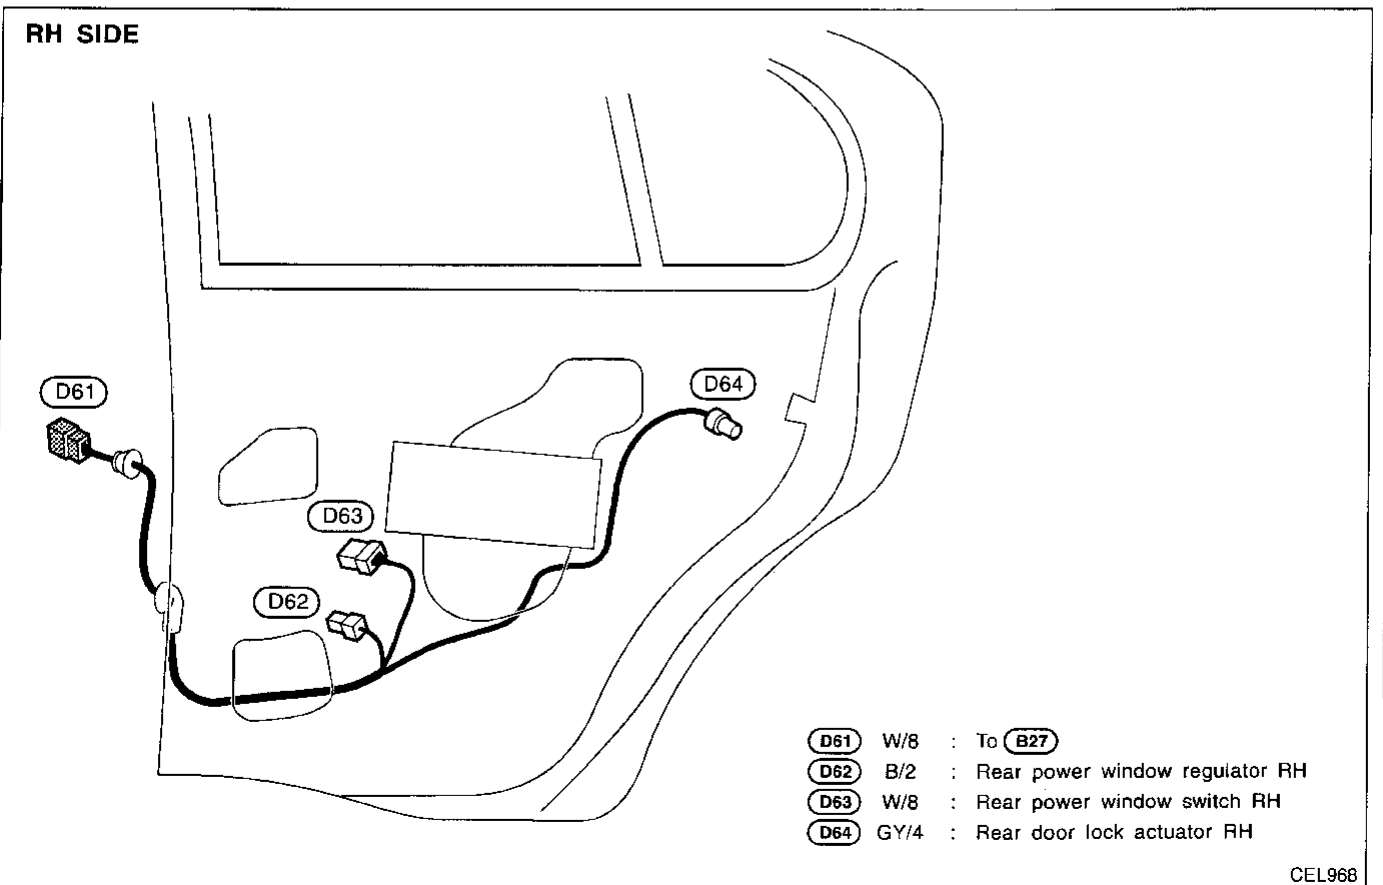 RH SIDE
D61
D64
D63
D62
D61 W/8 : To B27
D62 B/2 : Rear power window regulator RH
D63 W/8 : Rear power window switch RH
D64 GY/4 : Rear door lock actuator RH
CEL968